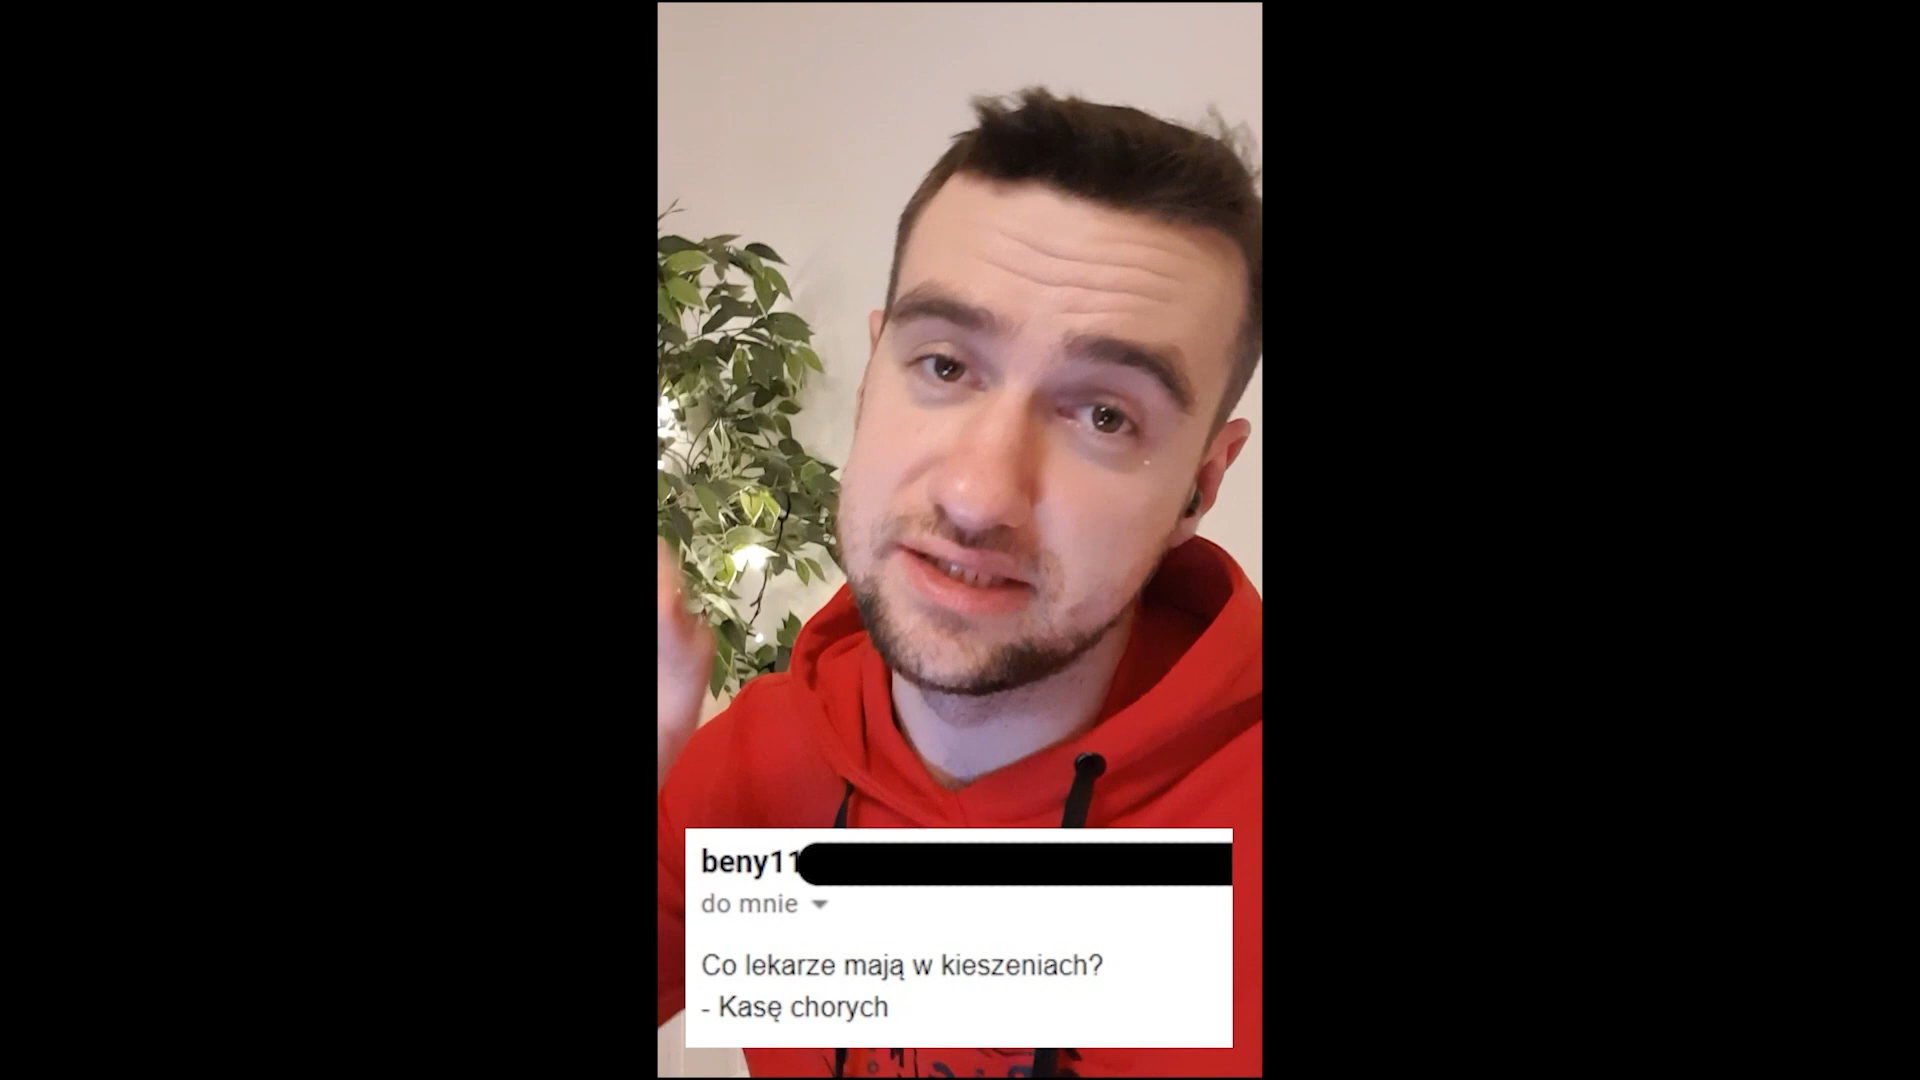 beny11
do mnie
Co lekarze mają w kieszeniach?
- Kasę chorych